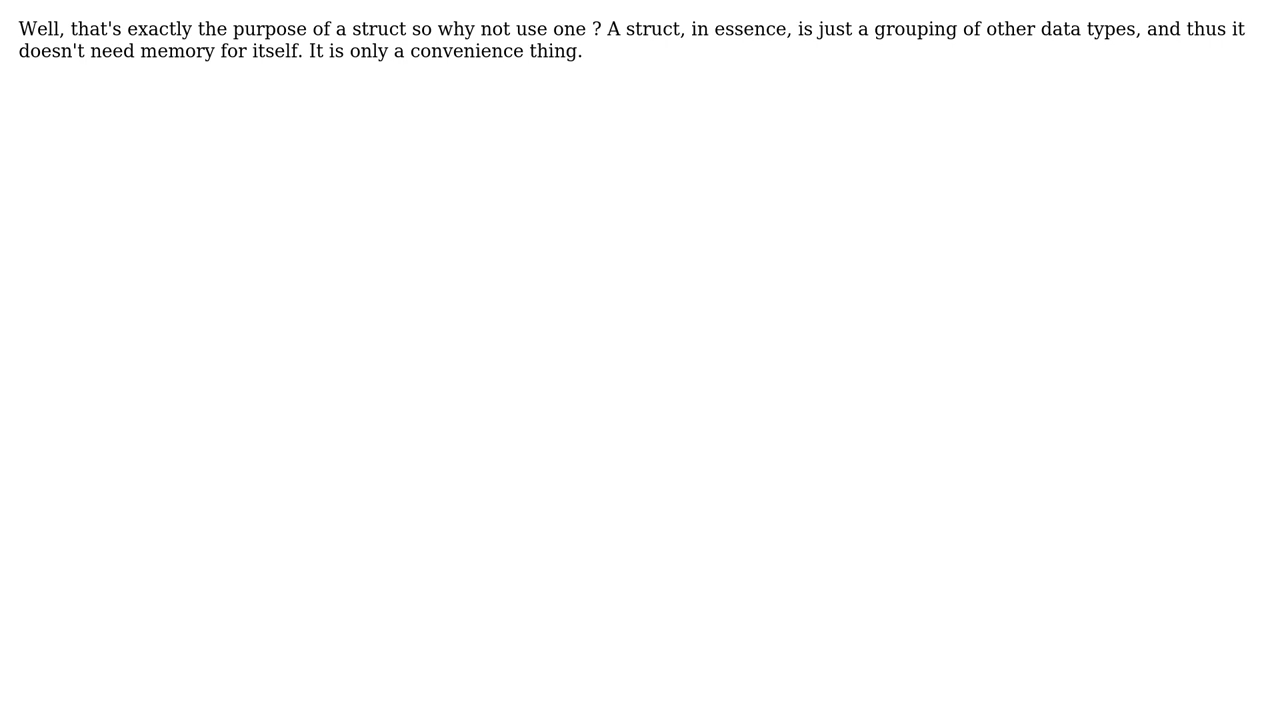 Well, that's exactly the purpose of a struct so why not use one ? A struct, in essence, is just a grouping of other data types, and thus it
doesn't need memory for itself. It is only a convenience thing.